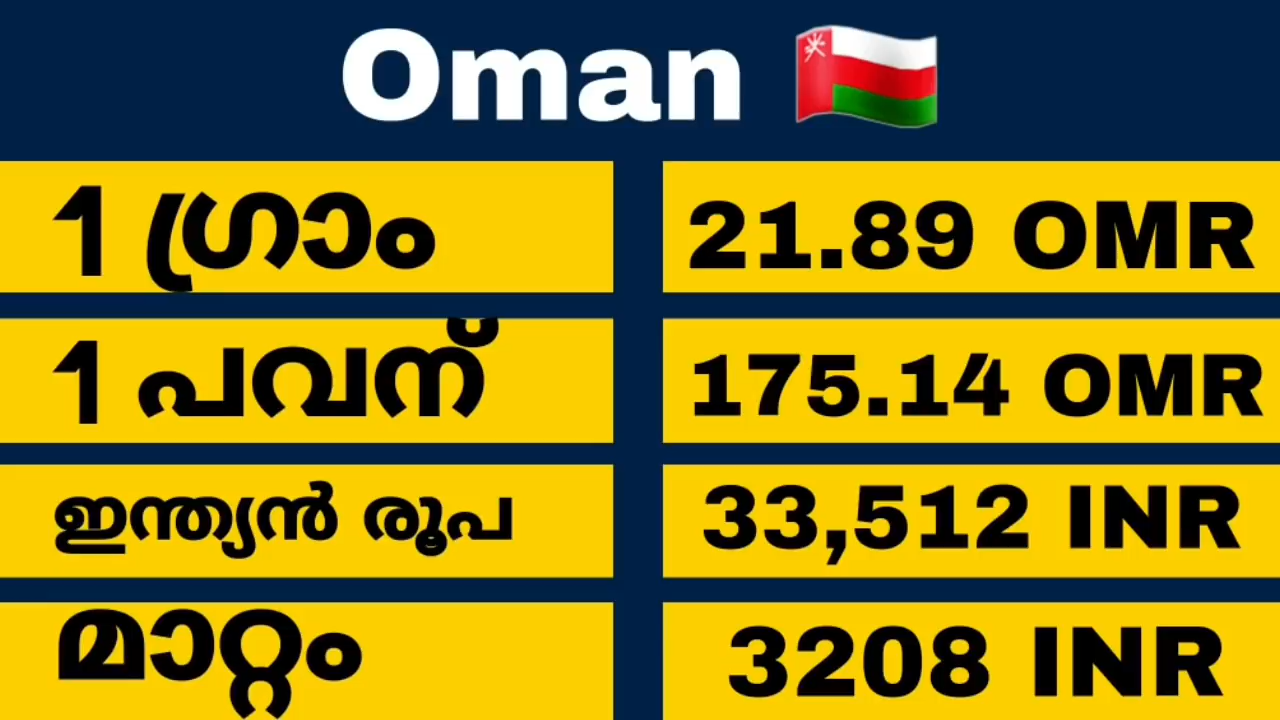 Oman
1 ഗ്രാം 21.89 OMR
1 പവന് 175.14 OMR
ഇന്ത്യൻ രൂപ 33,512 INR
മാറ്റം 3208 INR